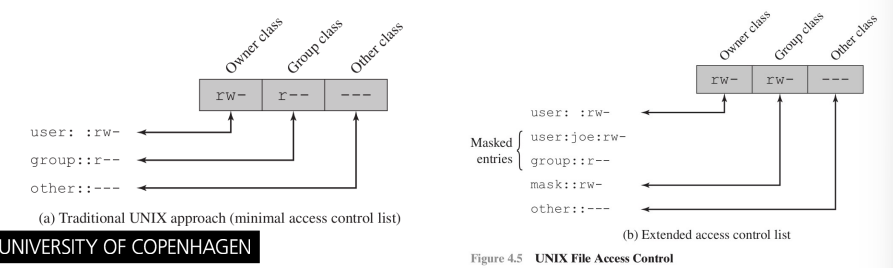 Owner class
Group class
Other class
rw- r-- ---
user: :rw-
group::r--
other::---
(a) Traditional UNIX approach (minimal access control list)
UNIVERSITY OF COPENHAGEN
Owner class
Group class
Other class
rw- rw- ---
user: :rw-
Masked entries
user:joe:rw-
group::r--
mask::rw-
other::---
(b) Extended access control list
Figure 4.5 UNIX File Access Control